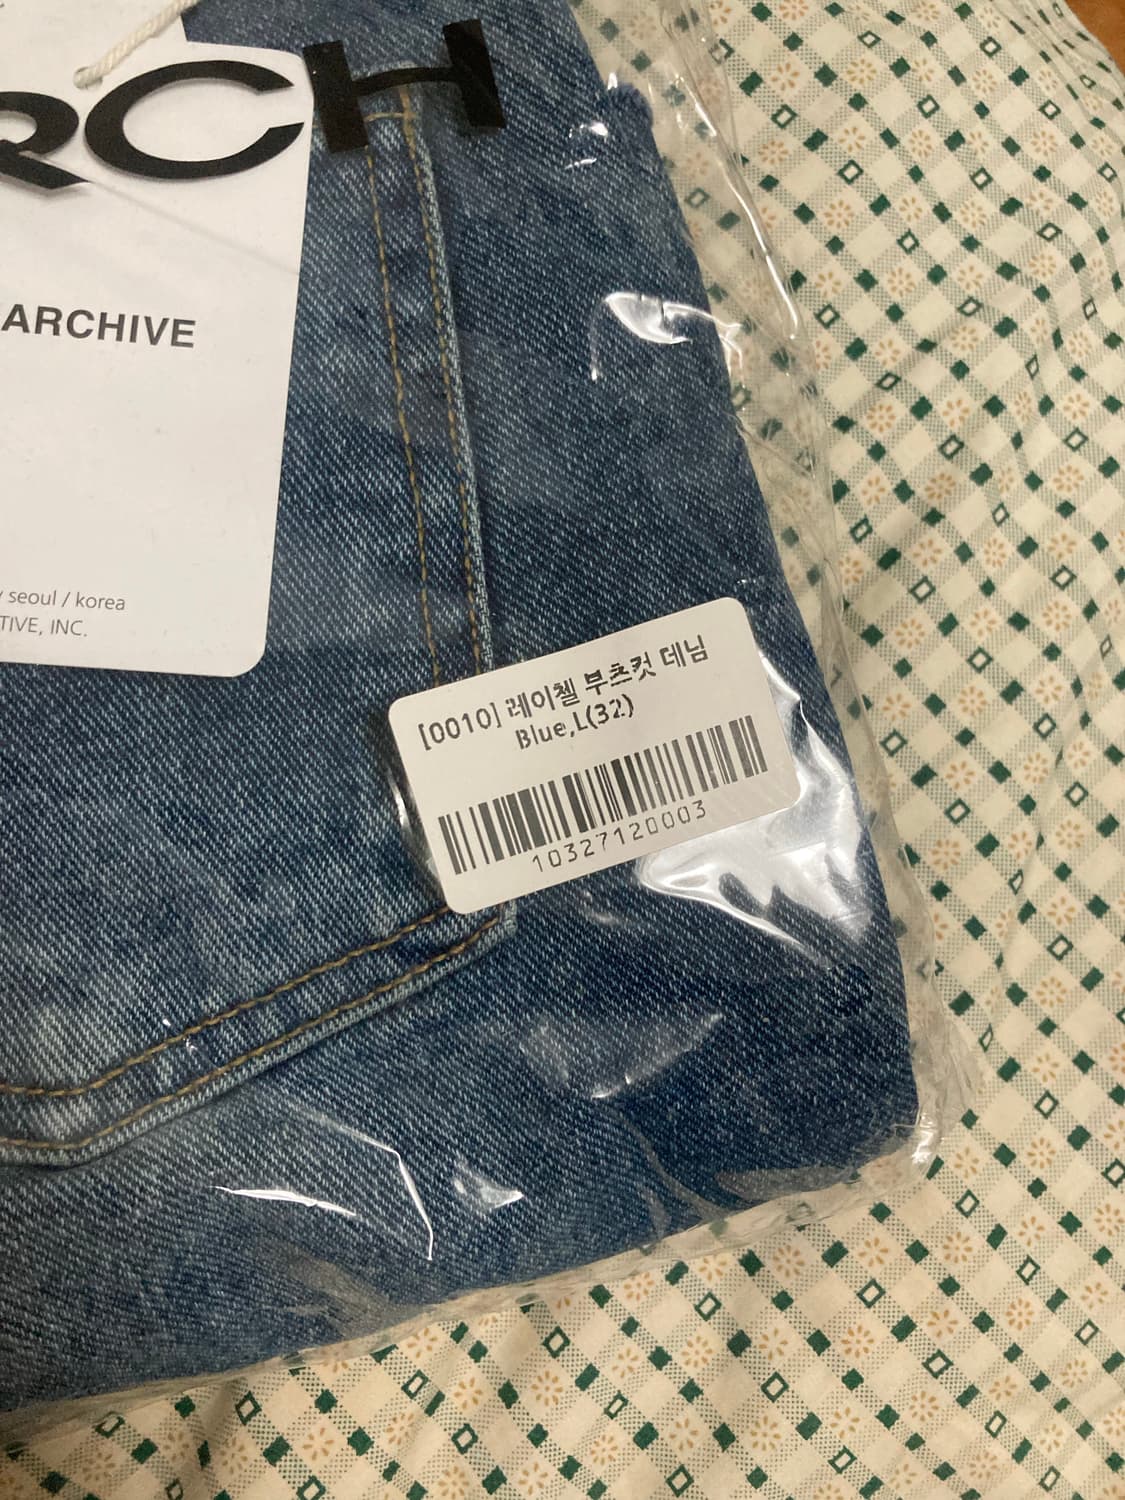 RCH
ARCHIVE
seoul / korea
TIVE, INC.
[0010] 레이첼 부츠컷 데님
Blue,L(32)
10327120003